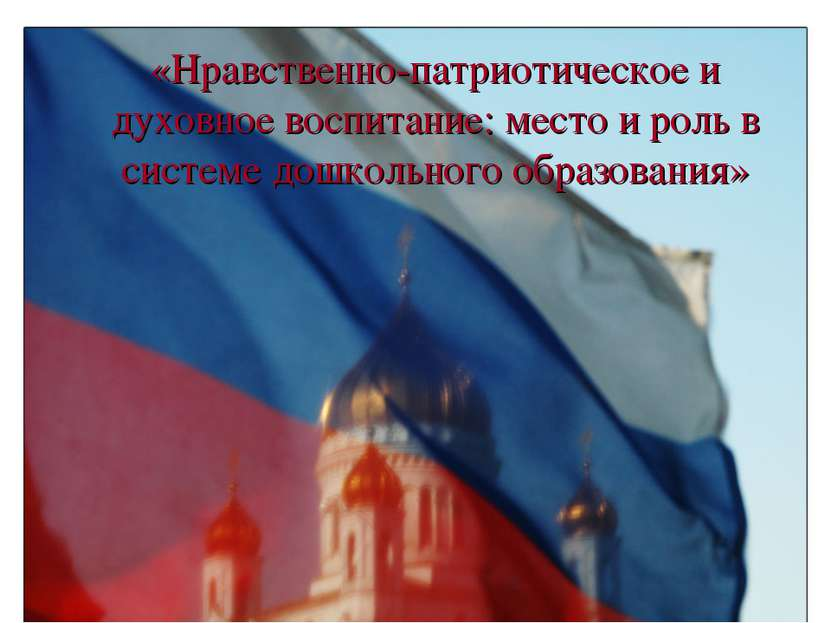 «Нравственно-патриотическое и
духовное воспитание: место и роль в
системе дошкольного образования»